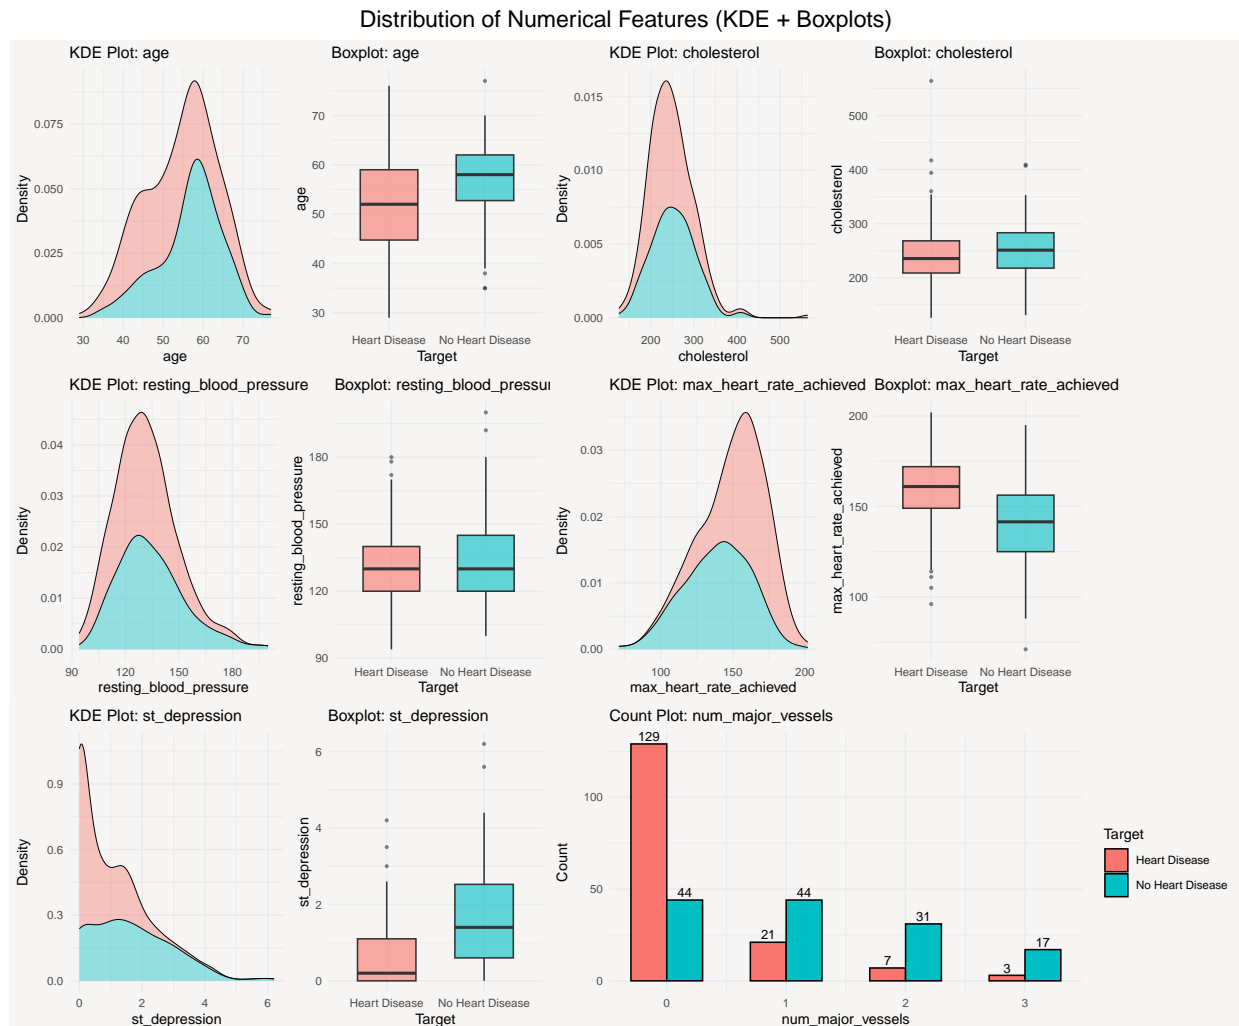 Distribution of Numerical Features (KDE + Boxplots)
KDE Plot: age
Density
0.075
0.050
0.025
0.000
30 40 50 60 70
age
Boxplot: age
age
70
60
50
40
30
Heart Disease No Heart Disease
Target
KDE Plot: cholesterol
Density
0.015
0.010
0.005
0.000
200 300 400 500
cholesterol
Boxplot: cholesterol
cholesterol
500
400
300
200
Heart Disease No Heart Disease
Target
KDE Plot: resting_blood_pressure
Density
0.04
0.03
0.02
0.01
0.00
90 120 150 180
resting_blood_pressure
Boxplot: resting_blood_pressu
resting_blood_pressure
180
150
120
90
Heart Disease No Heart Disease
Target
KDE Plot: max_heart_rate_achieved
Density
0.03
0.02
0.01
0.00
100 150 200
max_heart_rate_achieved
Boxplot: max_heart_rate_achieved
max_heart_rate_achieved
200
150
100
Heart Disease No Heart Disease
Target
KDE Plot: st_depression
Density
0.9
0.6
0.3
0.0
0 2 4 6
st_depression
Boxplot: st_depression
st_depression
6
4
2
0
Heart Disease No Heart Disease
Target
Count Plot: num_major_vessels
Count
100
50
0
129
44
21
44
7
31
3
17
0 1 2 3
num_major_vessels
Target
Heart Disease
No Heart Disease